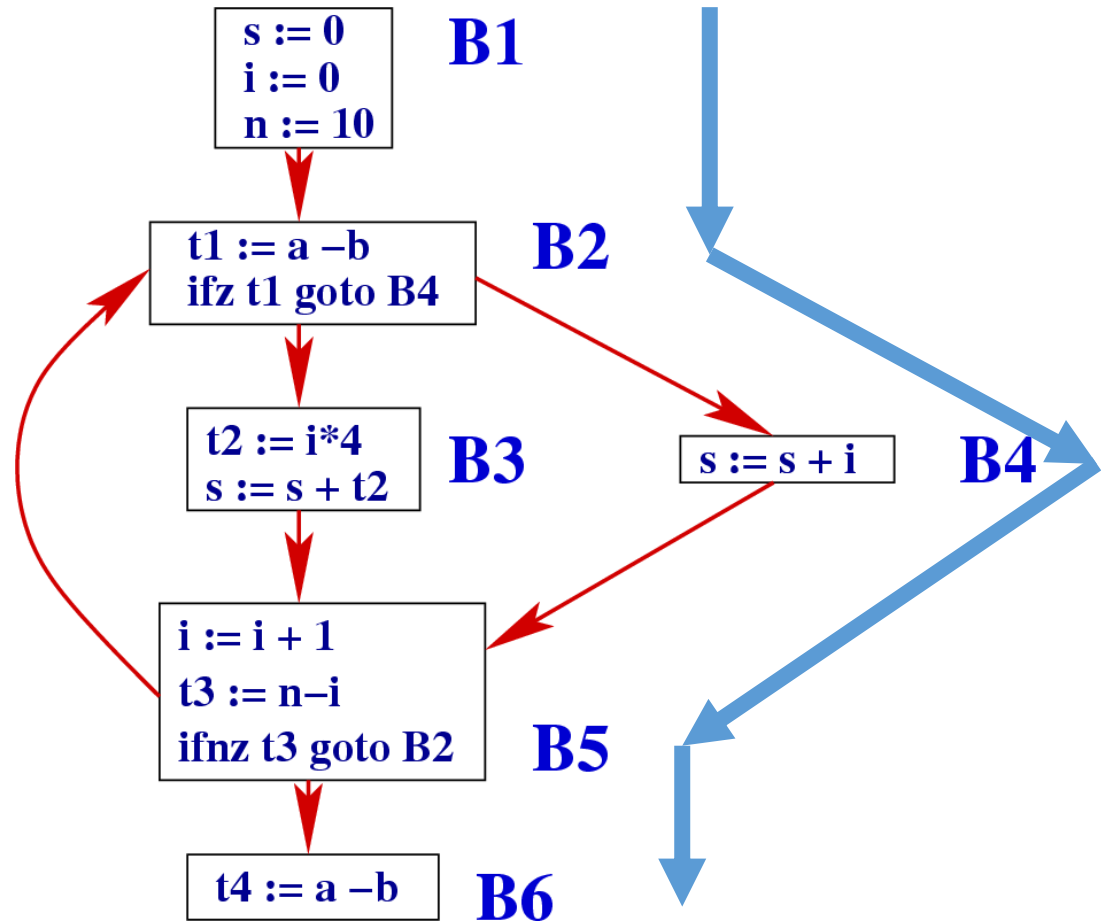 s := 0
i := 0
n := 10
B1
t1 := a –b
ifz t1 goto B4
B2
t2 := i*4
s := s + t2
B3
s := s + i
B4
i := i + 1
t3 := n–i
ifnz t3 goto B2
B5
t4 := a –b
B6